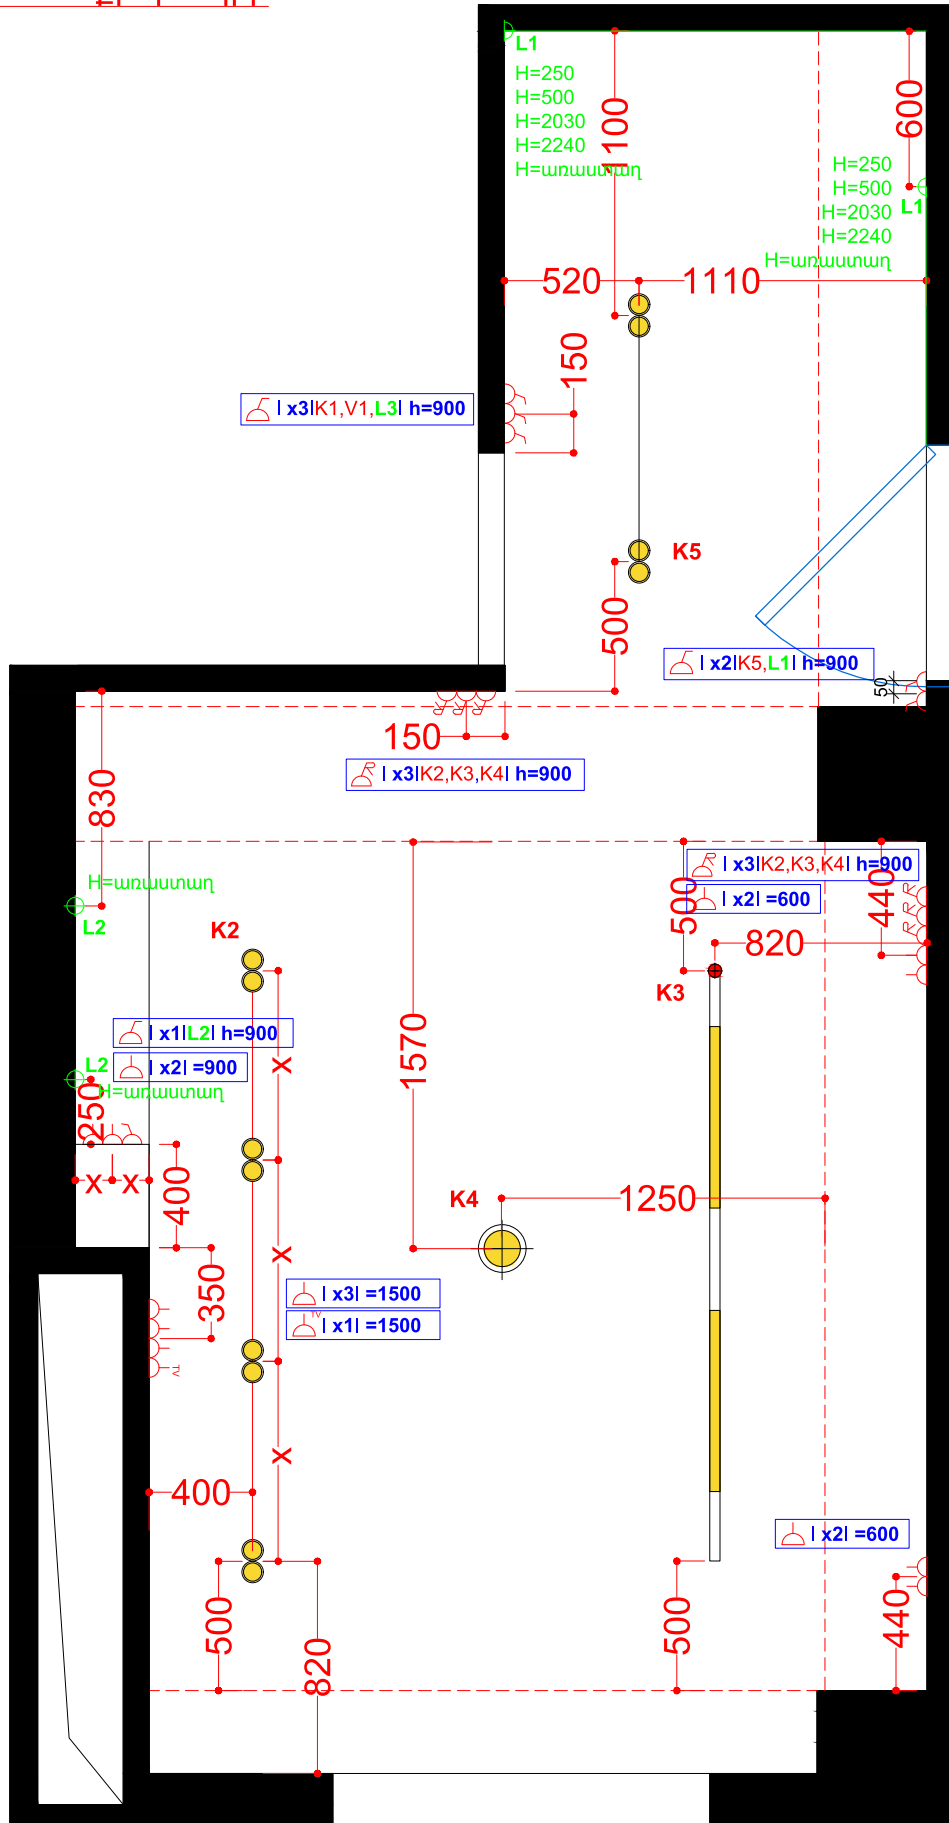 L1
H=250
H=500
H=2030
H=2240
H=առաստաղ
1100
600
H=250
H=500
H=2030
H=2240
H=առաստաղ
L1
520
1110
150
| x3|K1,V1,L3| h=900
K5
500
| x2|K5,L1| h=900
50
150
| x3|K2,K3,K4| h=900
830
H=առաստաղ
L2
K2
| x3|K2,K3,K4| h=900
| x2| =600
500
440
820
K3
1570
| x1|L2| h=900
L2
| x2| =900
H=առաստաղ
250
x
x
x
400
K4
1250
x
350
| x3| =1500
TV
| x1| =1500
TV
x
400
| x2| =600
500
820
500
440